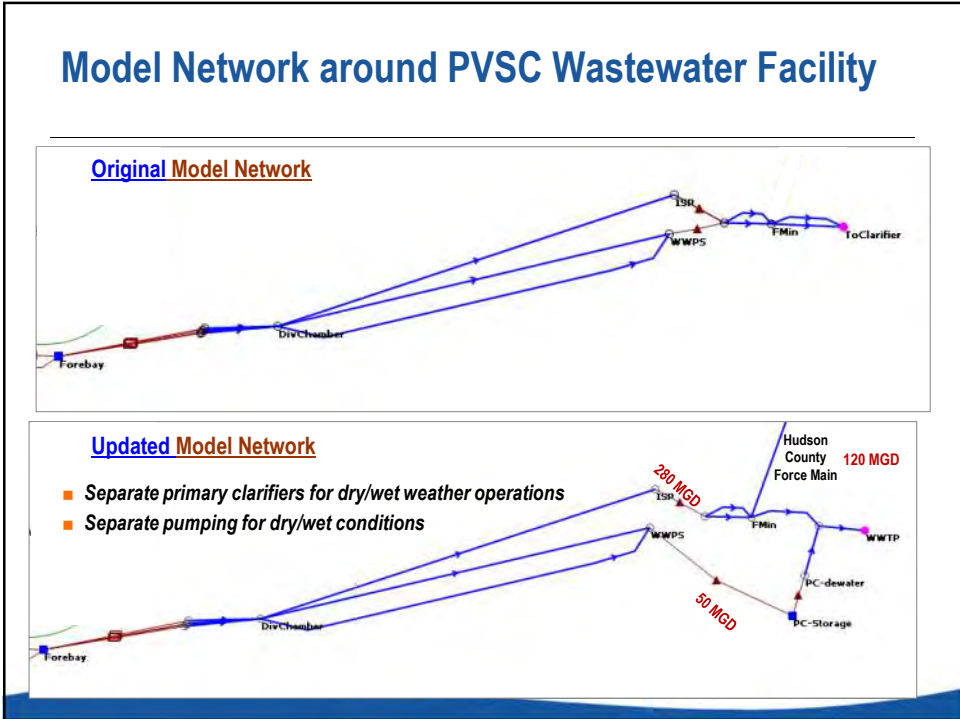 Model Network around PVSC Wastewater Facility
Original Model Network
ISP
WWPS
FMin
ToClarifier
DivChamber
Forebay
Updated Model Network
Separate primary clarifiers for dry/wet weather operations
Separate pumping for dry/wet conditions
Hudson
County
Force Main
120 MGD
280 MGD
ISP
FMin
WWPS
WWTP
PC-dewater
50 MGD
PC-Storage
DivChamber
Forebay